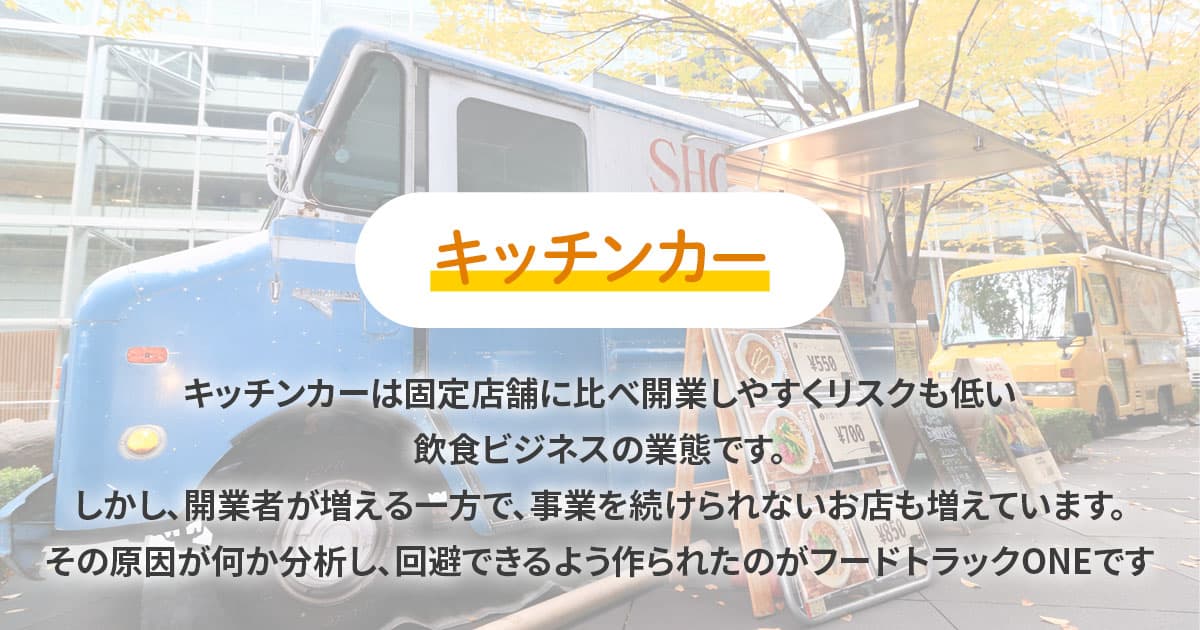 SHO
キッチンカー
¥550
¥700
¥850
キッチンカーは固定店舗に比べ開業しやすくリスクも低い
飲食ビジネスの業態です。
しかし、開業者が増える一方で、事業を続けられないお店も増えています。
その原因が何か分析し、回避できるよう作られたのがフードトラックONEです